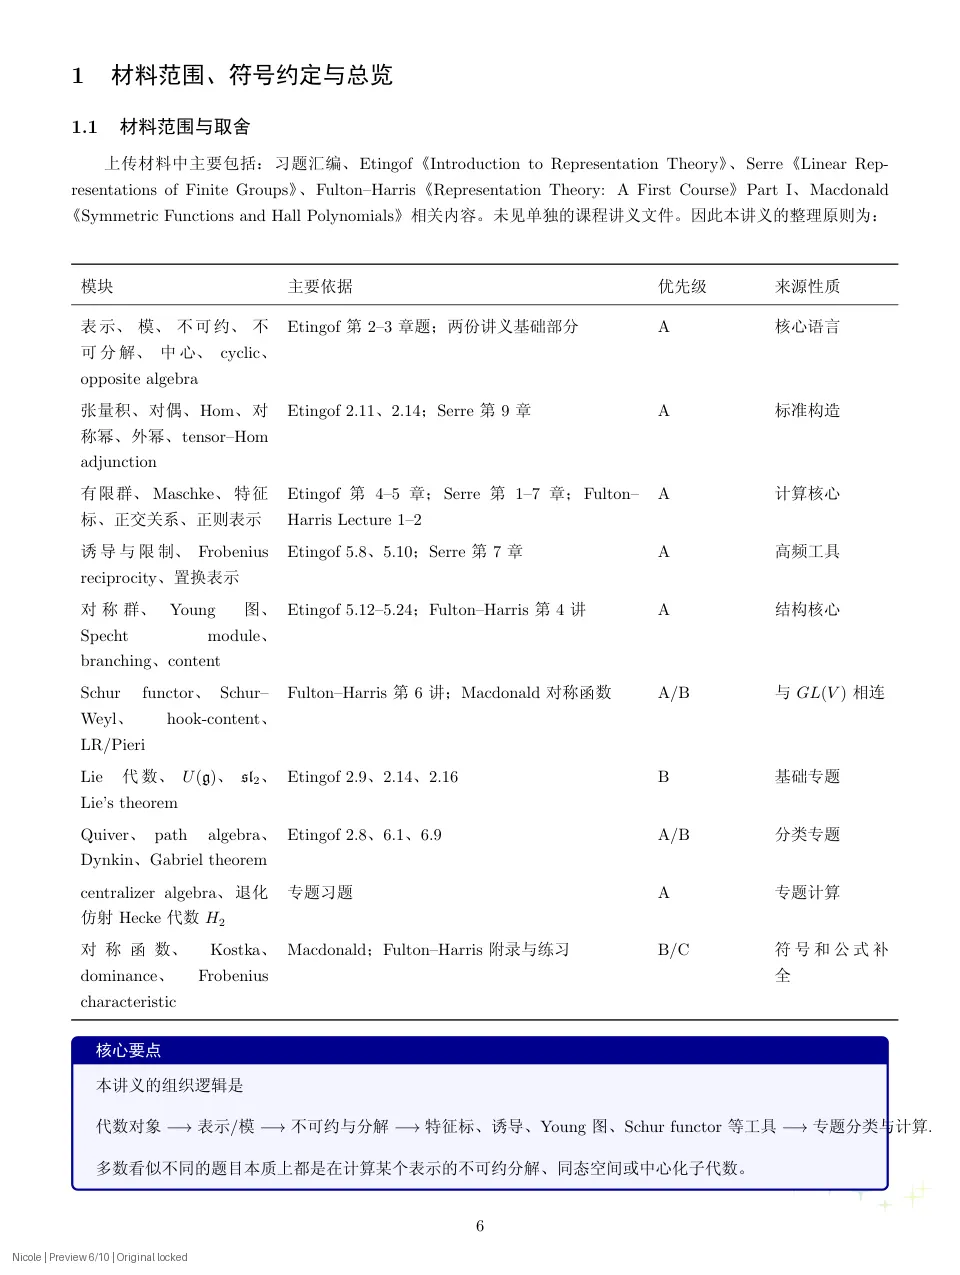 1 材料范围、符号约定与总览
1.1 材料范围与取舍
上传材料中主要包括：习题汇编、Etingof《Introduction to Representation Theory》、Serre《Linear Rep-
resentations of Finite Groups》、Fulton–Harris《Representation Theory: A First Course》Part I、Macdonald
《Symmetric Functions and Hall Polynomials》相关内容。未见单独的课程讲义文件。因此本讲义的整理原则为：
模块 主要依据 优先级 来源性质
表示、模、不可约、不 Etingof 第 2–3 章题；两份讲义基础部分 A 核心语言
可分解、中心、cyclic、
opposite algebra
张量积、对偶、Hom、对 Etingof 2.11、2.14；Serre 第 9 章 A 标准构造
称幂、外幂、tensor–Hom
adjunction
有限群、Maschke、特征 Etingof 第 4–5 章；Serre 第 1–7 章；Fulton– A 计算核心
标、正交关系、正则表示 Harris Lecture 1–2
诱导与限制、Frobenius Etingof 5.8、5.10；Serre 第 7 章 A 高频工具
reciprocity、置换表示
对称群、Young 图、 Etingof 5.12–5.24；Fulton–Harris 第 4 讲 A 结构核心
Specht module、
branching、content
Schur functor、Schur– Fulton–Harris 第 6 讲；Macdonald 对称函数 A/B 与 GL(V) 相连
Weyl、hook-content、
LR/Pieri
Lie 代数、U(𝔤)、𝔰𝔩₂、 Etingof 2.9、2.14、2.16 B 基础专题
Lie's theorem
Quiver、path algebra、 Etingof 2.8、6.1、6.9 A/B 分类专题
Dynkin、Gabriel theorem
centralizer algebra、退化 专题习题 A 专题计算
仿射 Hecke 代数 H₂
对称函数、Kostka、 Macdonald；Fulton–Harris 附录与练习 B/C 符号和公式补
dominance、Frobenius 全
characteristic
核心要点
本讲义的组织逻辑是
代数对象 ⟶ 表示/模 ⟶ 不可约与分解 ⟶ 特征标、诱导、Young 图、Schur functor 等工具 ⟶ 专题分类与计算.
多数看似不同的题目本质上都是在计算某个表示的不可约分解、同态空间或中心化子代数。
6
Nicole | Preview 6/10 | Original locked